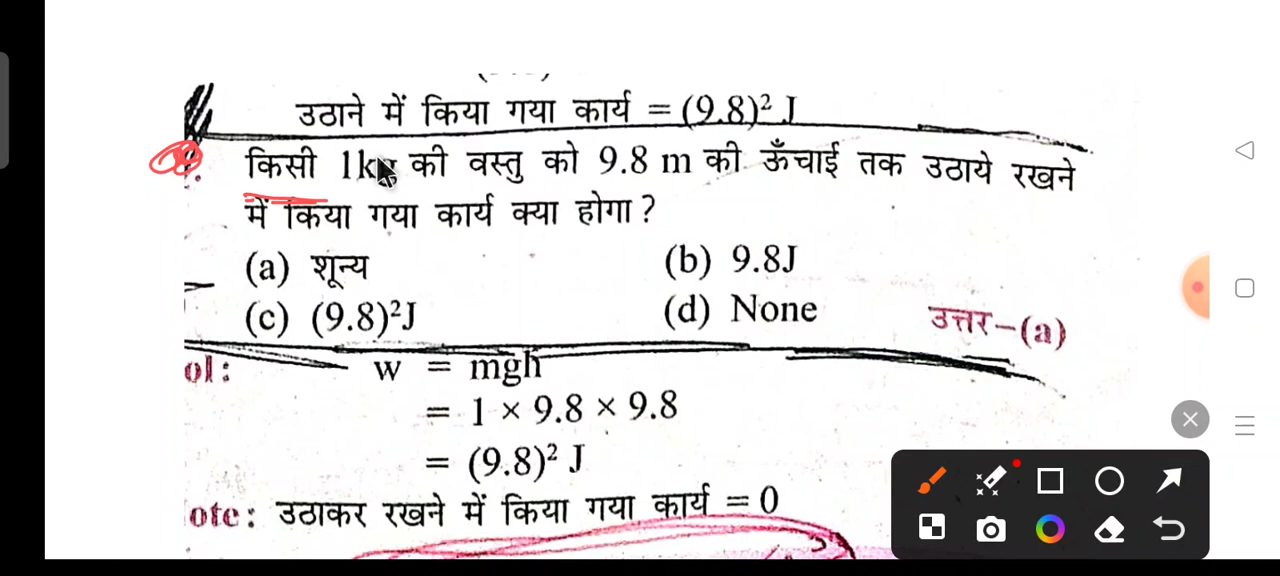 उठाने में किया गया कार्य = (9.8)² J
किसी 1kg की वस्तु को 9.8 m की ऊँचाई तक उठाये रखने
में किया गया कार्य क्या होगा ?
(a) शून्य (b) 9.8J
(c) (9.8)²J (d) None उत्तर–(a)
ol: w = mgh
= 1 × 9.8 × 9.8
= (9.8)² J
ote: उठाकर रखने में किया गया कार्य = 0